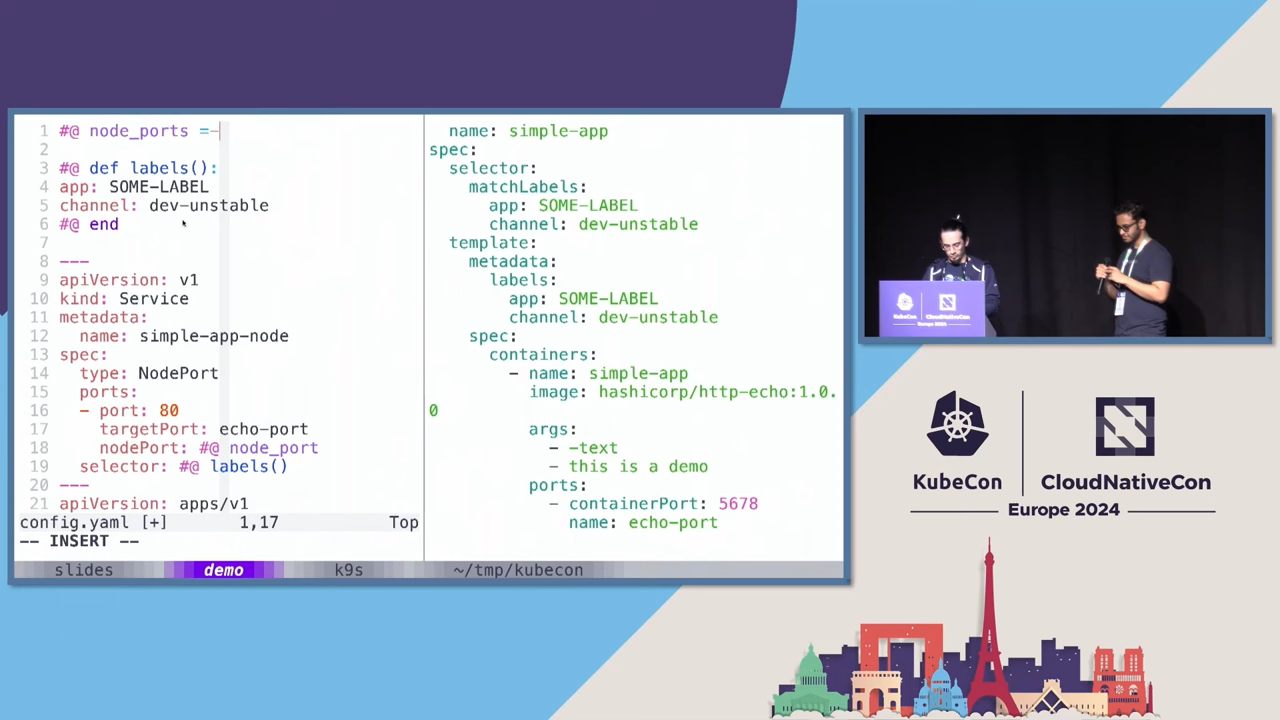 1 #@ node_ports =-
2
3 #@ def labels():
4 app: SOME-LABEL
5 channel: dev-unstable
6 #@ end
7
8 ---
9 apiVersion: v1
10 kind: Service
11 metadata:
12   name: simple-app-node
13 spec:
14   type: NodePort
15   ports:
16   - port: 80
17     targetPort: echo-port
18     nodePort: #@ node_port
19   selector: #@ labels()
20 ---
21 apiVersion: apps/v1
config.yaml [+] 1,17 Top
-- INSERT --
  name: simple-app
spec:
  selector:
    matchLabels:
      app: SOME-LABEL
      channel: dev-unstable
  template:
    metadata:
      labels:
        app: SOME-LABEL
        channel: dev-unstable
    spec:
      containers:
        - name: simple-app
          image: hashicorp/http-echo:1.0.
0
          args:
            - -text
            - this is a demo
          ports:
            - containerPort: 5678
              name: echo-port
slides demo k9s ~/tmp/kubecon
KubeCon CloudNativeCon
Europe 2024
KubeCon CloudNativeCon
Europe 2024